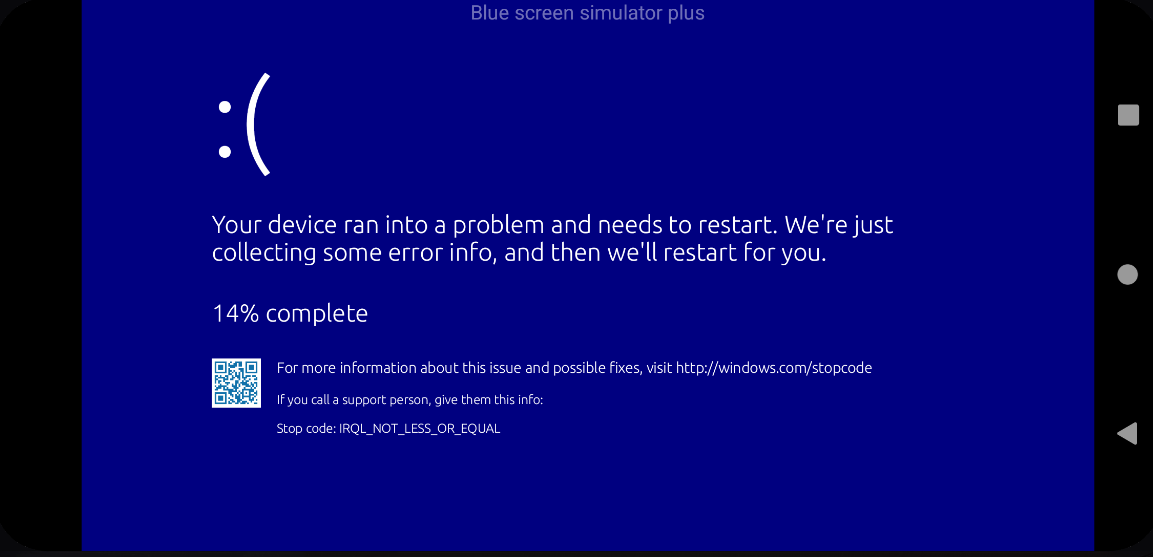 Blue screen simulator plus
:(
Your device ran into a problem and needs to restart. We're just
collecting some error info, and then we'll restart for you.
14% complete
For more information about this issue and possible fixes, visit http://windows.com/stopcode
If you call a support person, give them this info:
Stop code: IRQL_NOT_LESS_OR_EQUAL